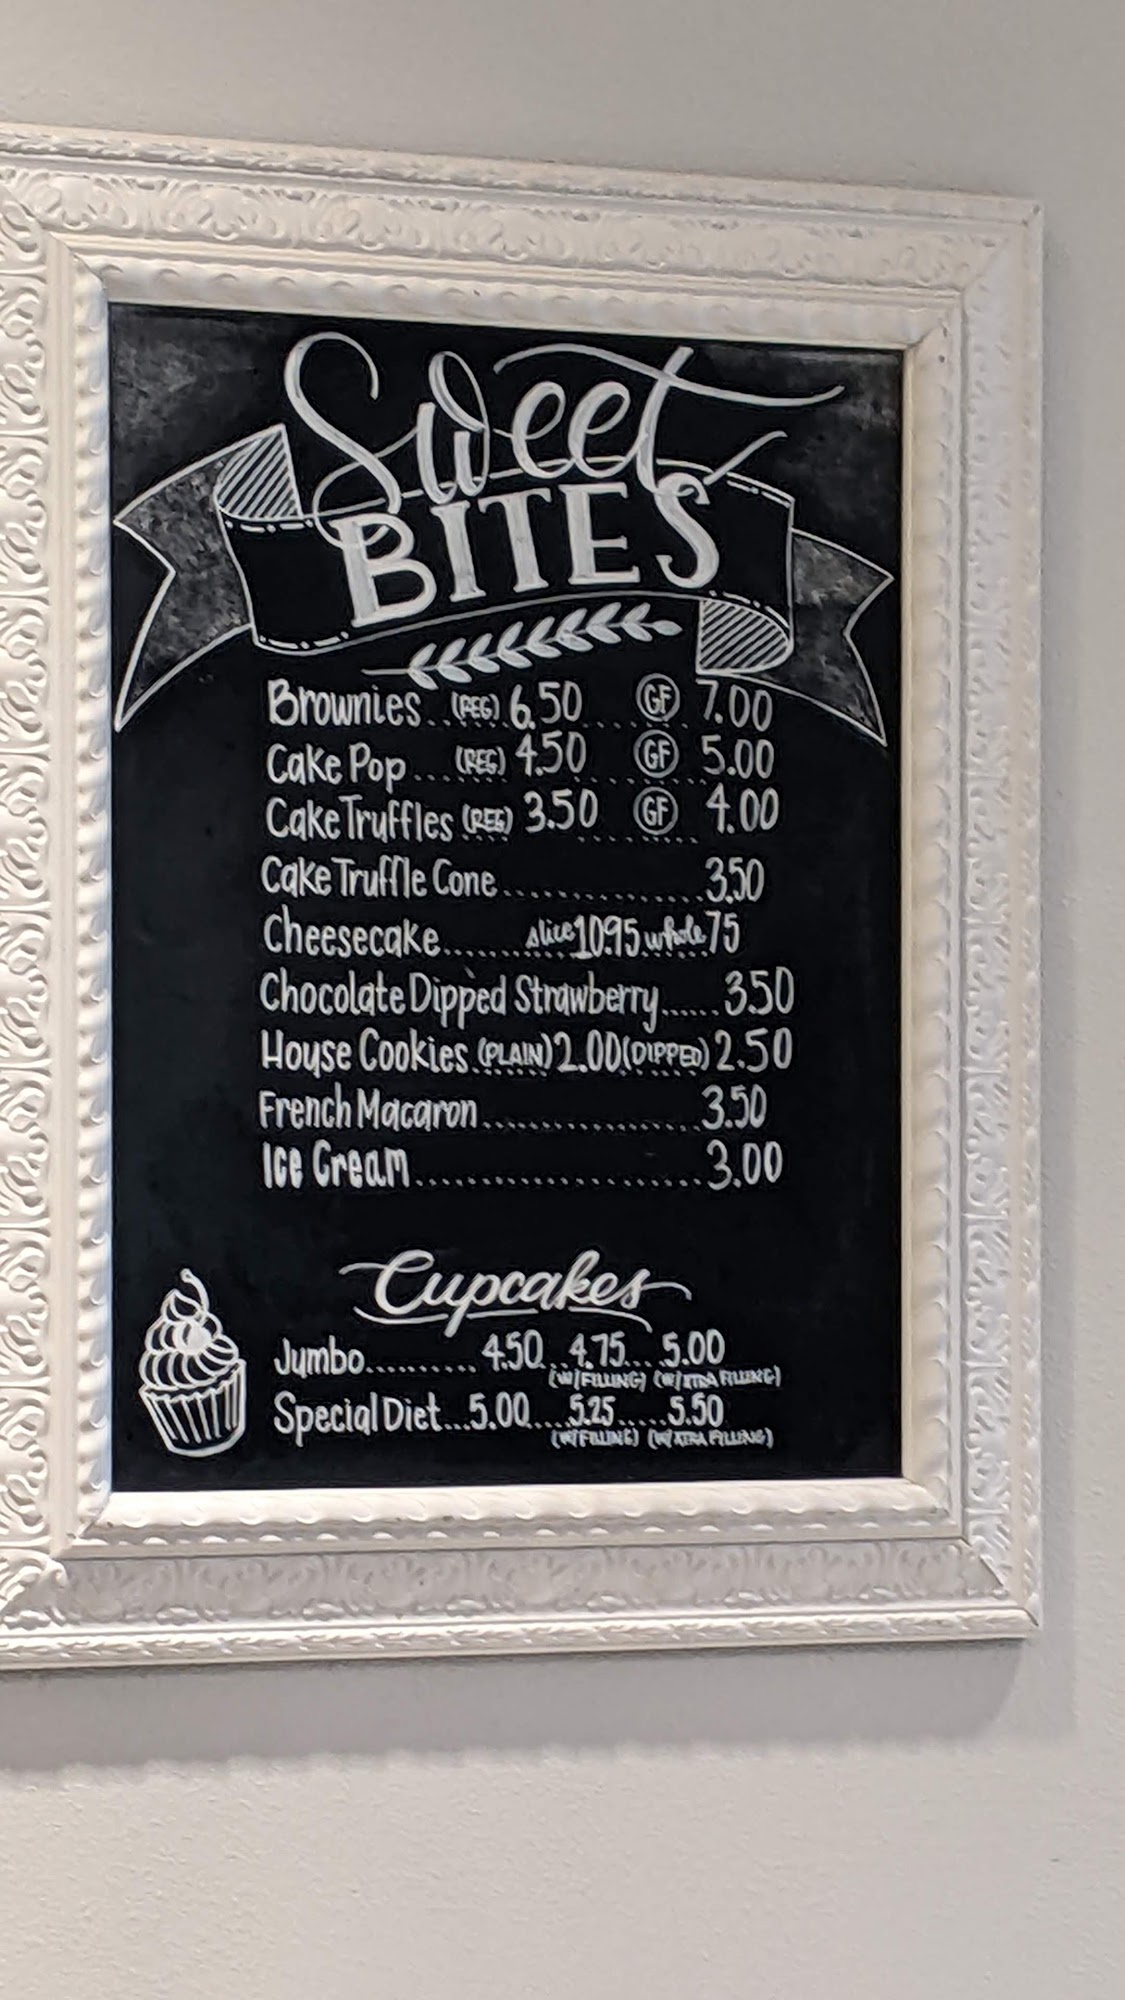 Sweet
BITES
Brownies..(REG) 6.50..... GF 7.00
Cake Pop....(REG) 4.50..... GF 5.00
Cake Truffles (REG) 3.50 GF 4.00
Cake Truffle Cone..................3.50
Cheesecake.......slice 10.95 whole 75
Chocolate Dipped Strawberry......3.50
House Cookies.(PLAIN) 2.00 (DIPPED) 2.50
French Macaron...................3.50
Ice Cream........................3.00
Cupcakes
Jumbo..........4.50..4.75...5.00
(W/FILLING) (W/XTRA FILLING)
Special Diet...5.00....5.25.....5.50
(W/FILLING) (W/XTRA FILLING)